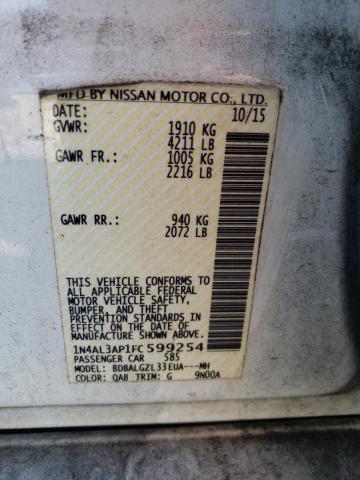 MFD BY NISSAN MOTOR CO., LTD.
DATE: 10/15
GVWR: 1910 KG
4211 LB
GAWR FR.: 1005 KG
2216 LB
GAWR RR.: 940 KG
2072 LB
THIS VEHICLE CONFORMS TO
ALL APPLICABLE FEDERAL
MOTOR VEHICLE SAFETY,
BUMPER, AND THEFT
PREVENTION STANDARDS IN
EFFECT ON THE DATE OF
MANUFACTURE SHOWN ABOVE.
1N4AL3AP1FC599254
PASSENGER CAR 585
MODEL: BDBALGZL33EUA---MH
COLOR: QAB TRIM: G 9N00A